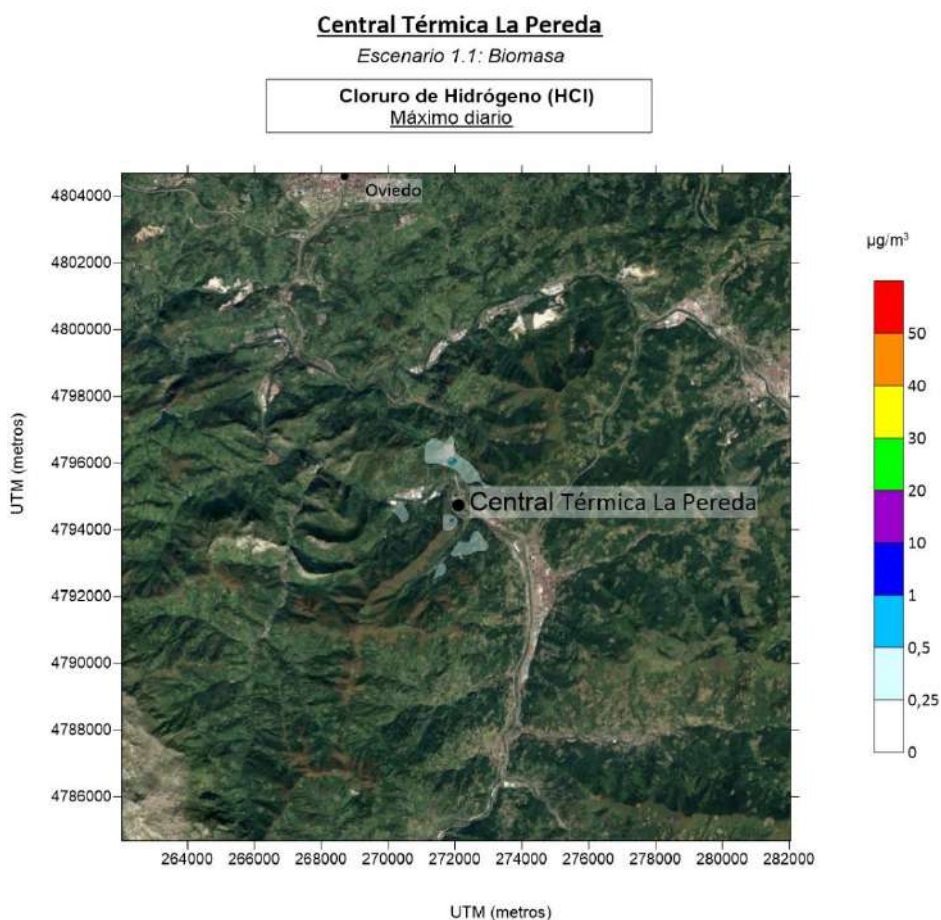 Central Térmica La Pereda
Escenario 1.1: Biomasa
Cloruro de Hidrógeno (HCl)
Máximo diario
Oviedo
Central Térmica La Pereda
UTM (metros)
4804000
4802000
4800000
4798000
4796000
4794000
4792000
4790000
4788000
4786000
264000 266000 268000 270000 272000 274000 276000 278000 280000 282000
UTM (metros)
µg/m³
50
40
30
20
10
1
0,5
0,25
0